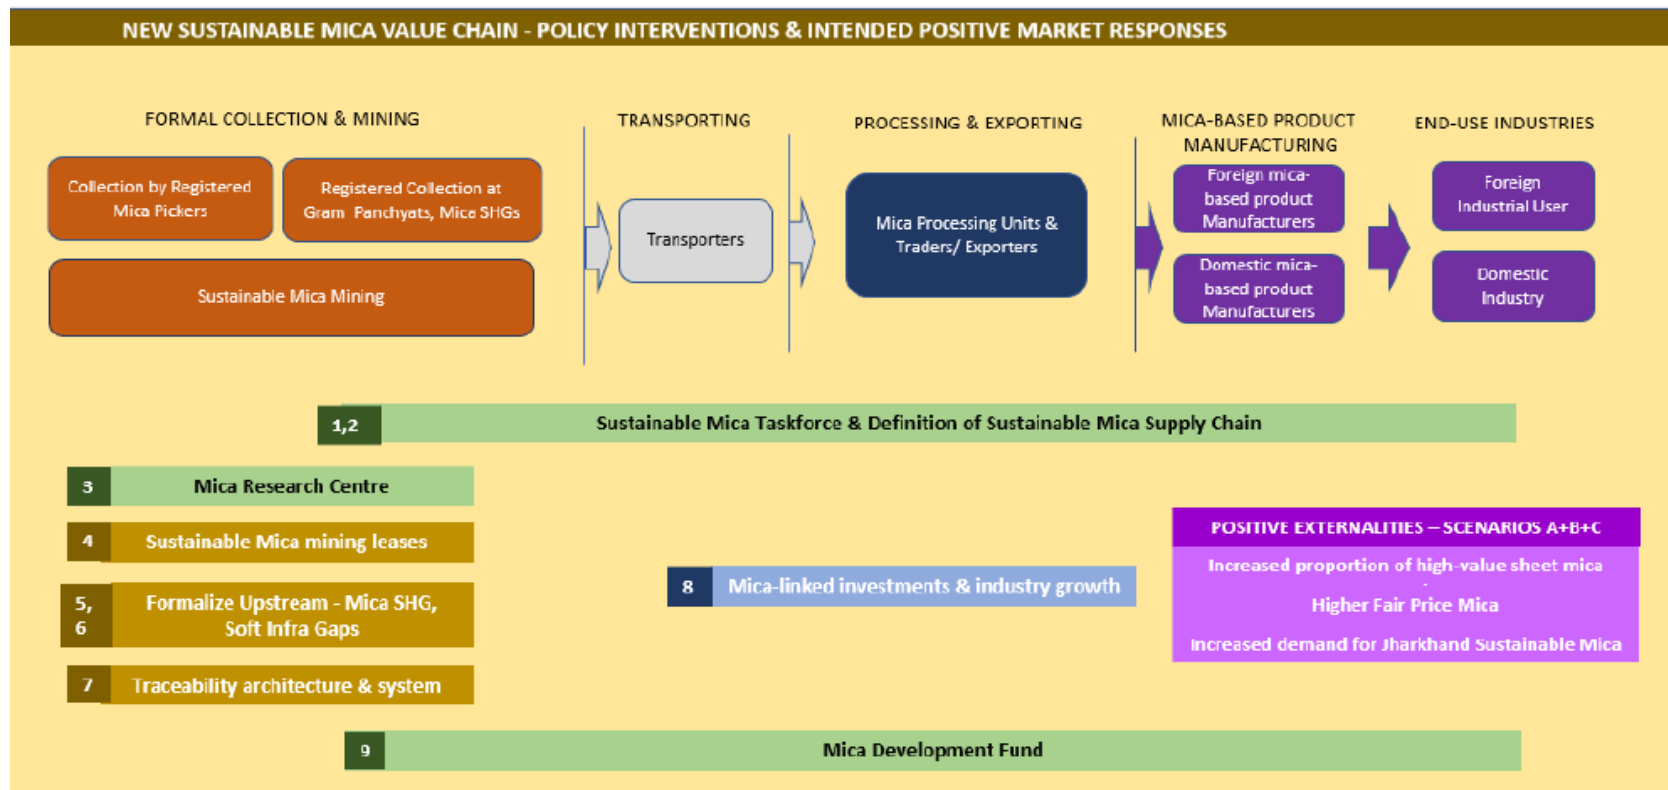 NEW SUSTAINABLE MICA VALUE CHAIN - POLICY INTERVENTIONS & INTENDED POSITIVE MARKET RESPONSES
FORMAL COLLECTION & MINING
Collection by Registered
Mica Pickers
Registered Collection at
Gram Panchyats, Mica SHGs
Sustainable Mica Mining
TRANSPORTING
Transporters
PROCESSING & EXPORTING
Mica Processing Units &
Traders/ Exporters
MICA-BASED PRODUCT
MANUFACTURING
Foreign mica-
based product
Manufacturers
Domestic mica-
based product
Manufacturers
END-USE INDUSTRIES
Foreign
Industrial User
Domestic
Industry
1,2
Sustainable Mica Taskforce & Definition of Sustainable Mica Supply Chain
3
Mica Research Centre
4
Sustainable Mica mining leases
5,
6
Formalize Upstream - Mica SHG,
Soft Infra Gaps
7
Traceability architecture & system
8
Mica-linked investments & industry growth
POSITIVE EXTERNALITIES – SCENARIOS A+B+C
Increased proportion of high-value sheet mica
Higher Fair Price Mica
Increased demand for Jharkhand Sustainable Mica
9
Mica Development Fund